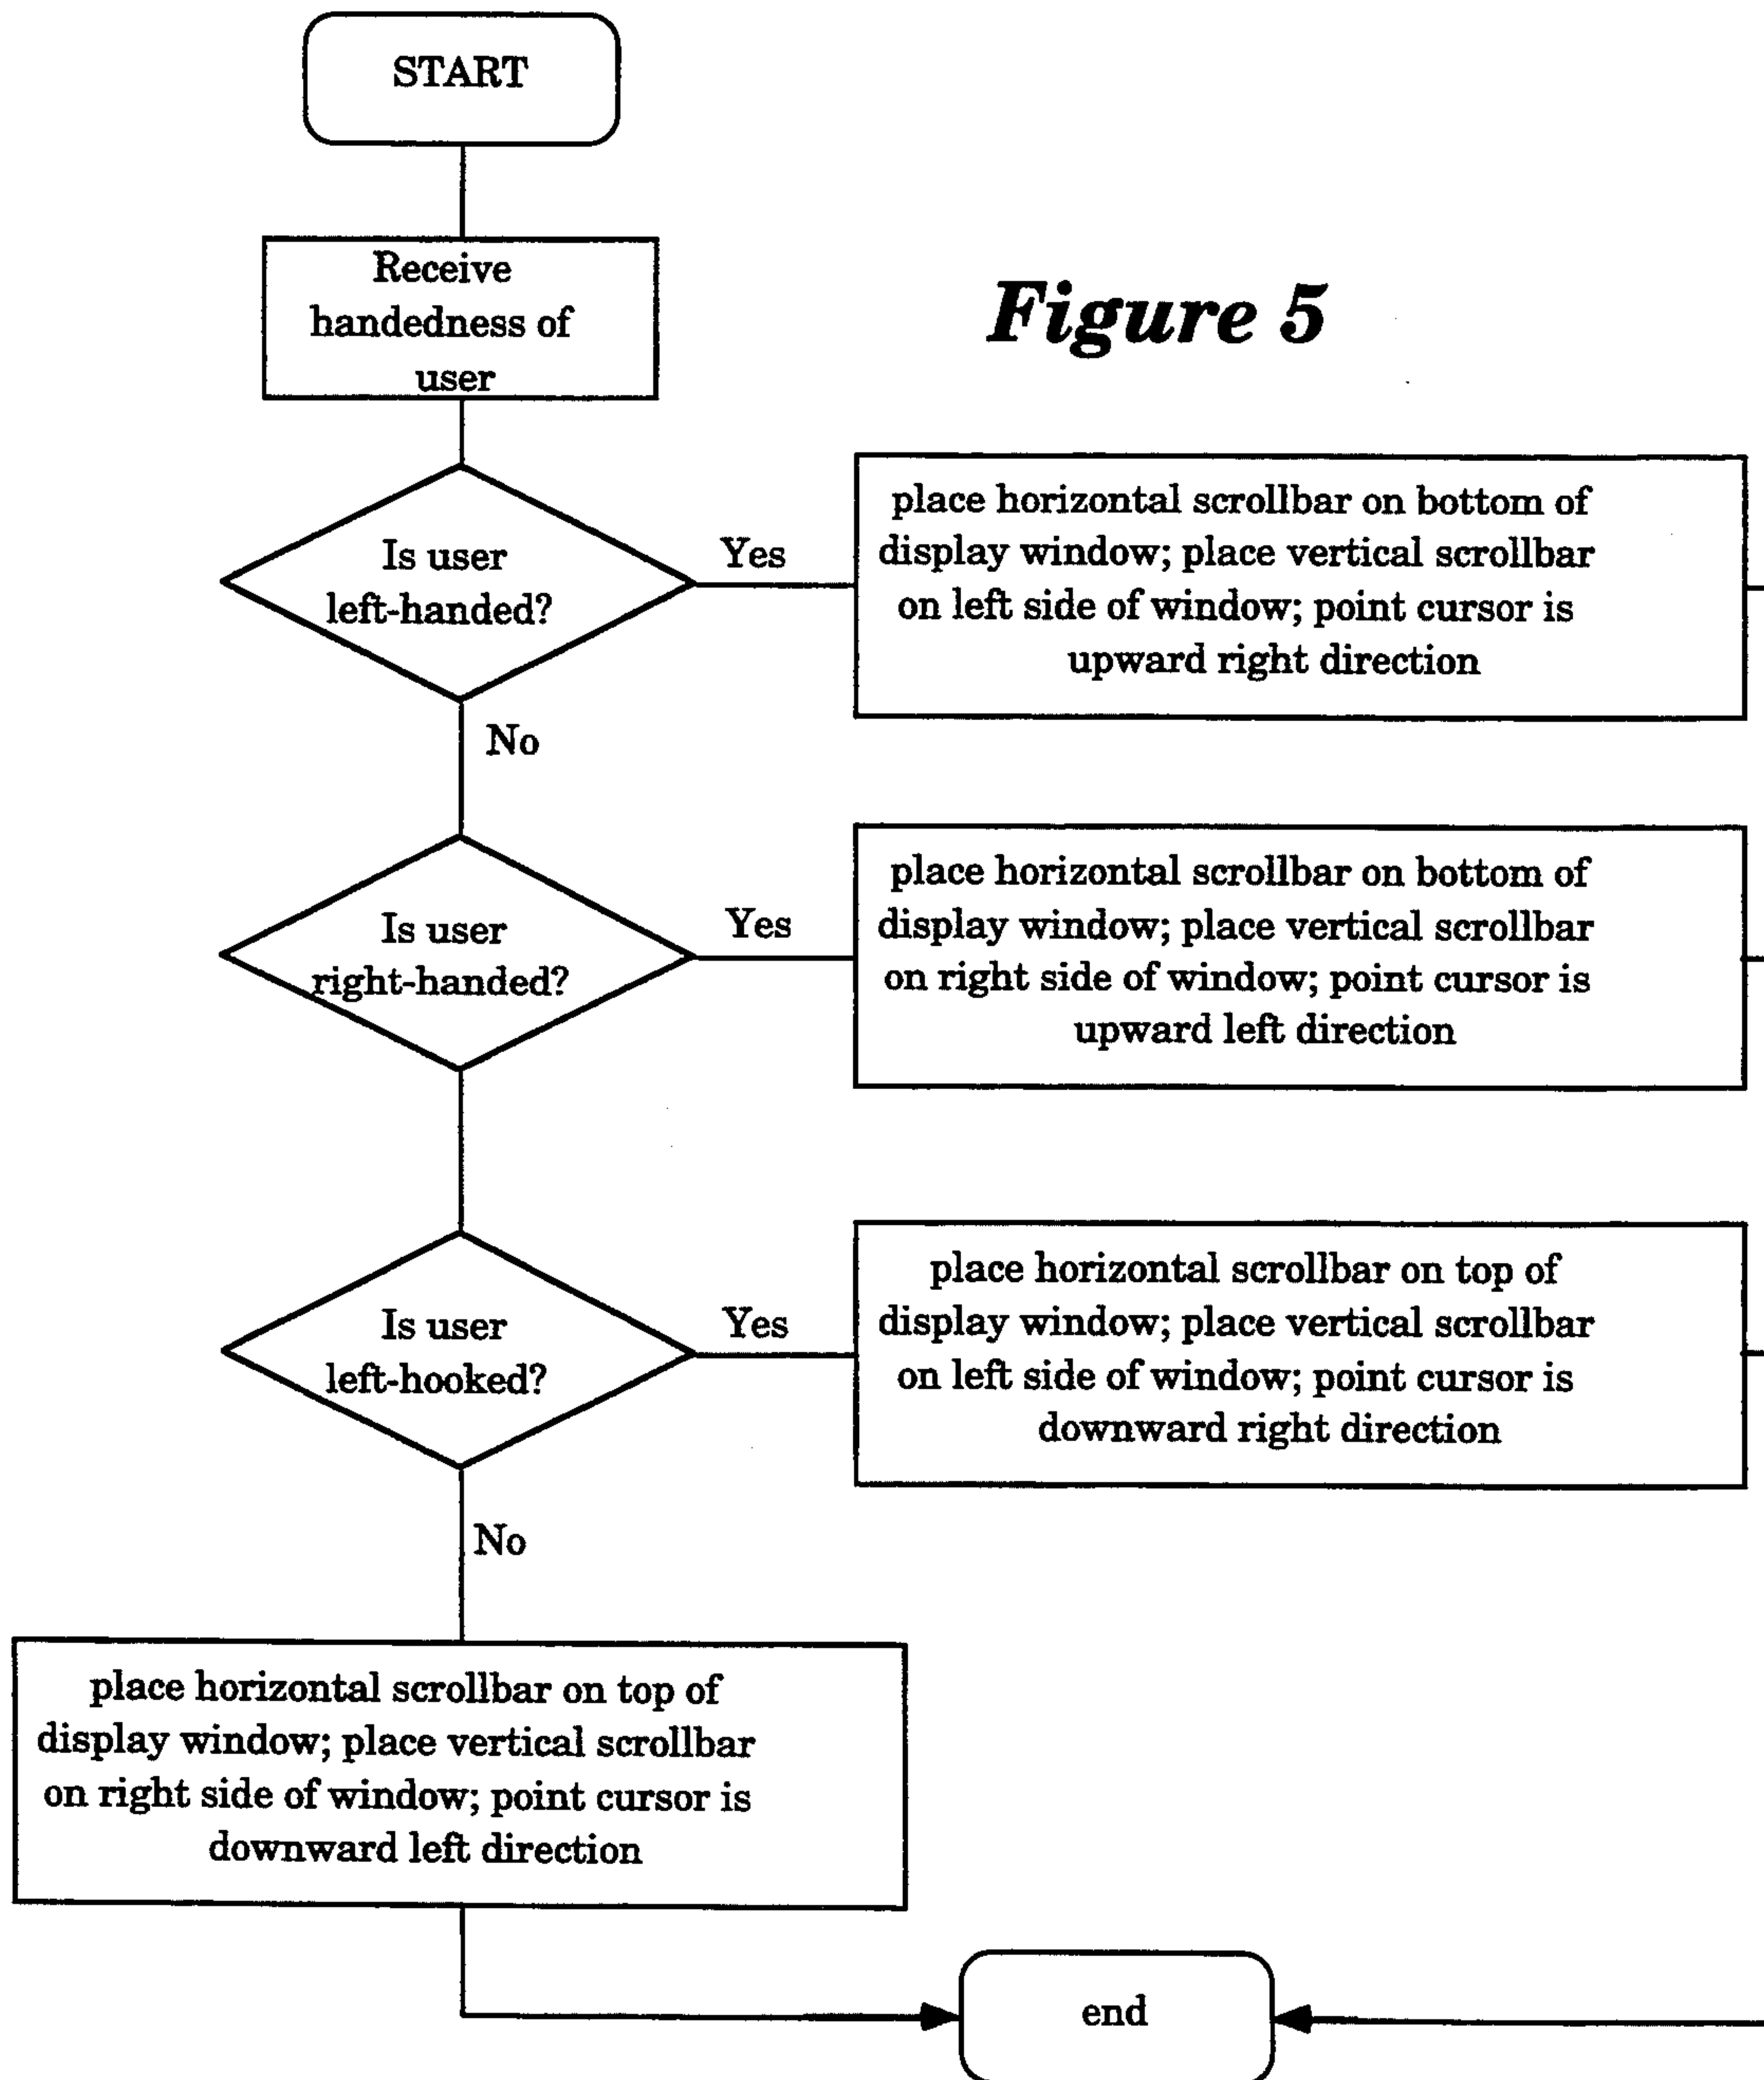 START
Receive
handedness of
user
Figure 5
Is user
left-handed?
Yes
place horizontal scrollbar on bottom of
display window; place vertical scrollbar
on left side of window; point cursor is
upward right direction
No
Is user
right-handed?
Yes
place horizontal scrollbar on bottom of
display window; place vertical scrollbar
on right side of window; point cursor is
upward left direction
Is user
left-hooked?
Yes
place horizontal scrollbar on top of
display window; place vertical scrollbar
on left side of window; point cursor is
downward right direction
No
place horizontal scrollbar on top of
display window; place vertical scrollbar
on right side of window; point cursor is
downward left direction
end